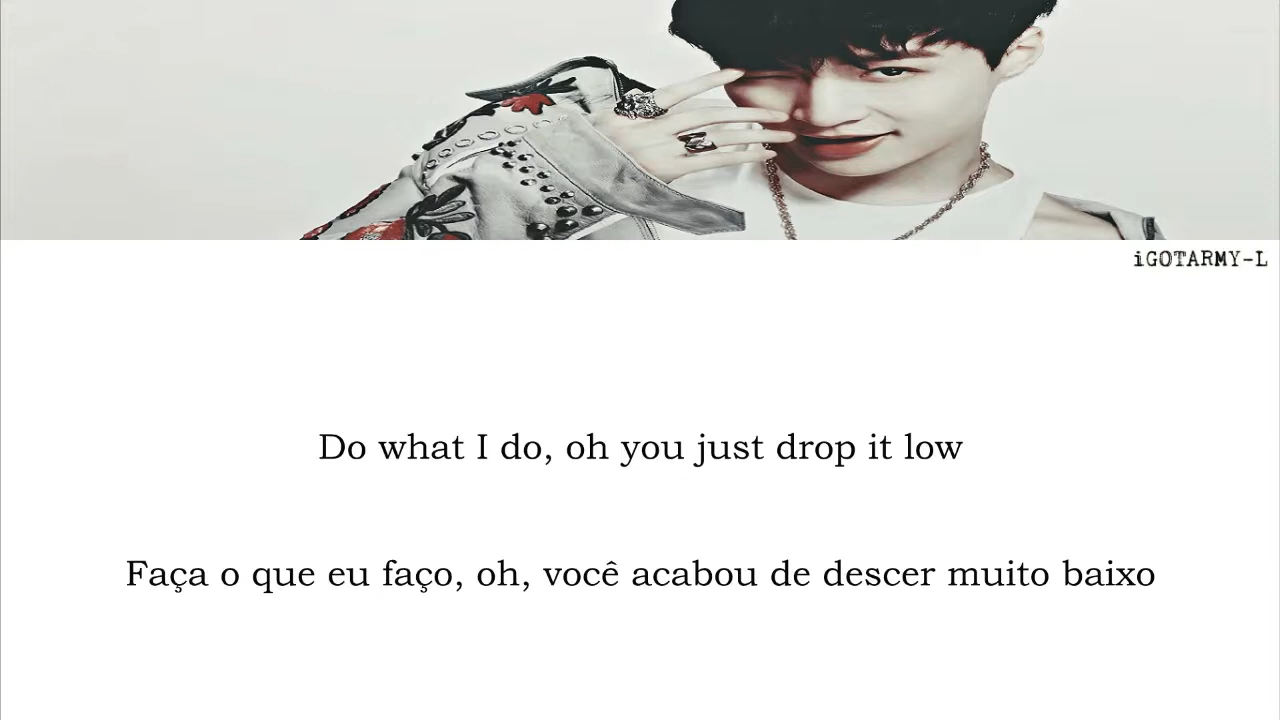 iGOTARMY-L
Do what I do, oh you just drop it low
Faça o que eu faço, oh, você acabou de descer muito baixo